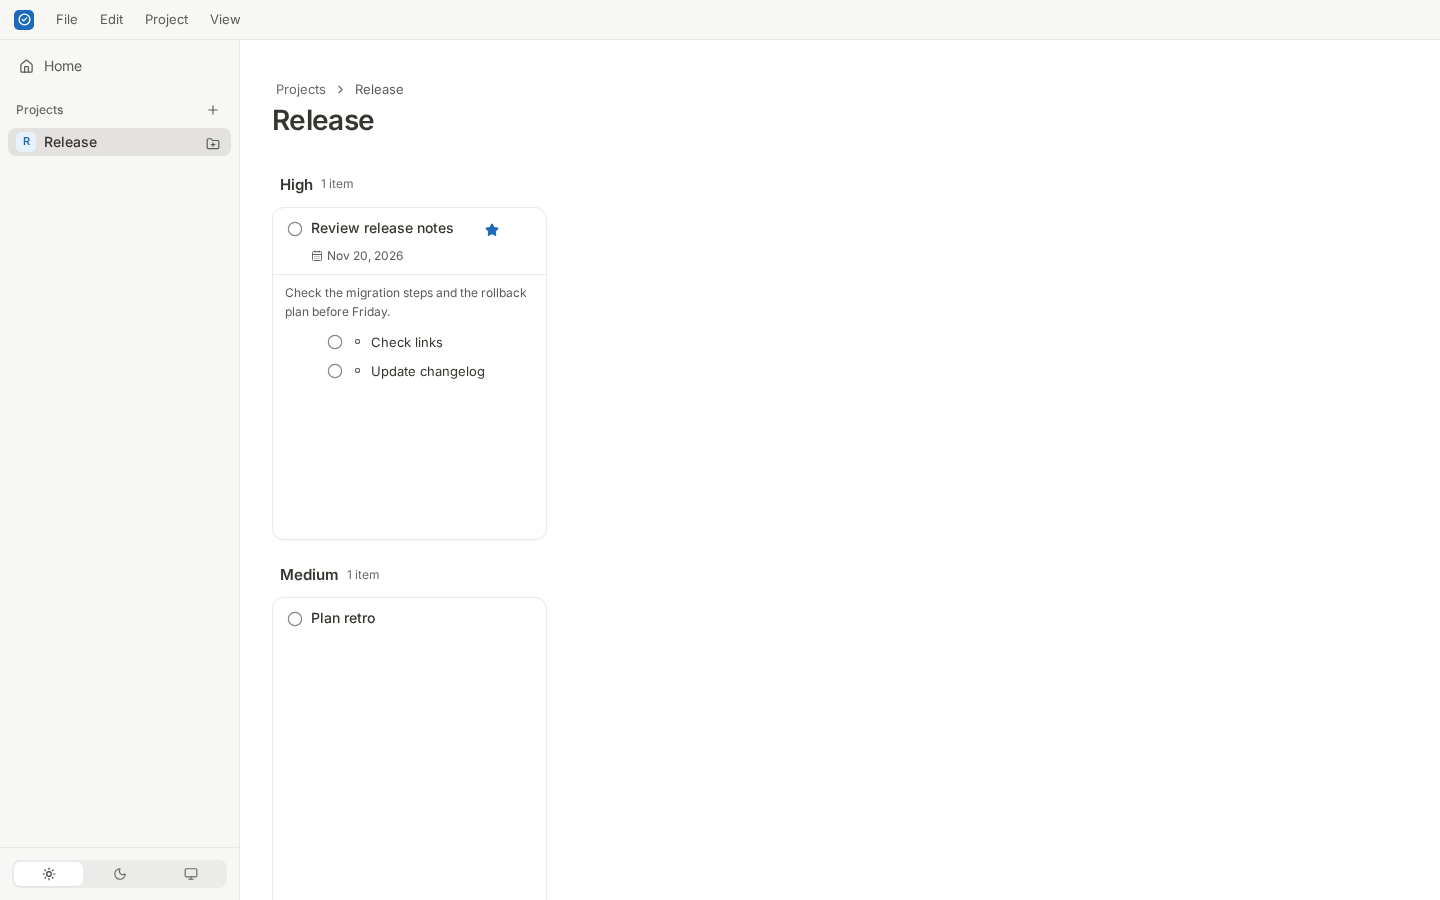 File Edit Project View
Home
Projects
R Release
Projects > Release
Release
High 1 item
Review release notes
Nov 20, 2026
Check the migration steps and the rollback
plan before Friday.
Check links
Update changelog
Medium 1 item
Plan retro